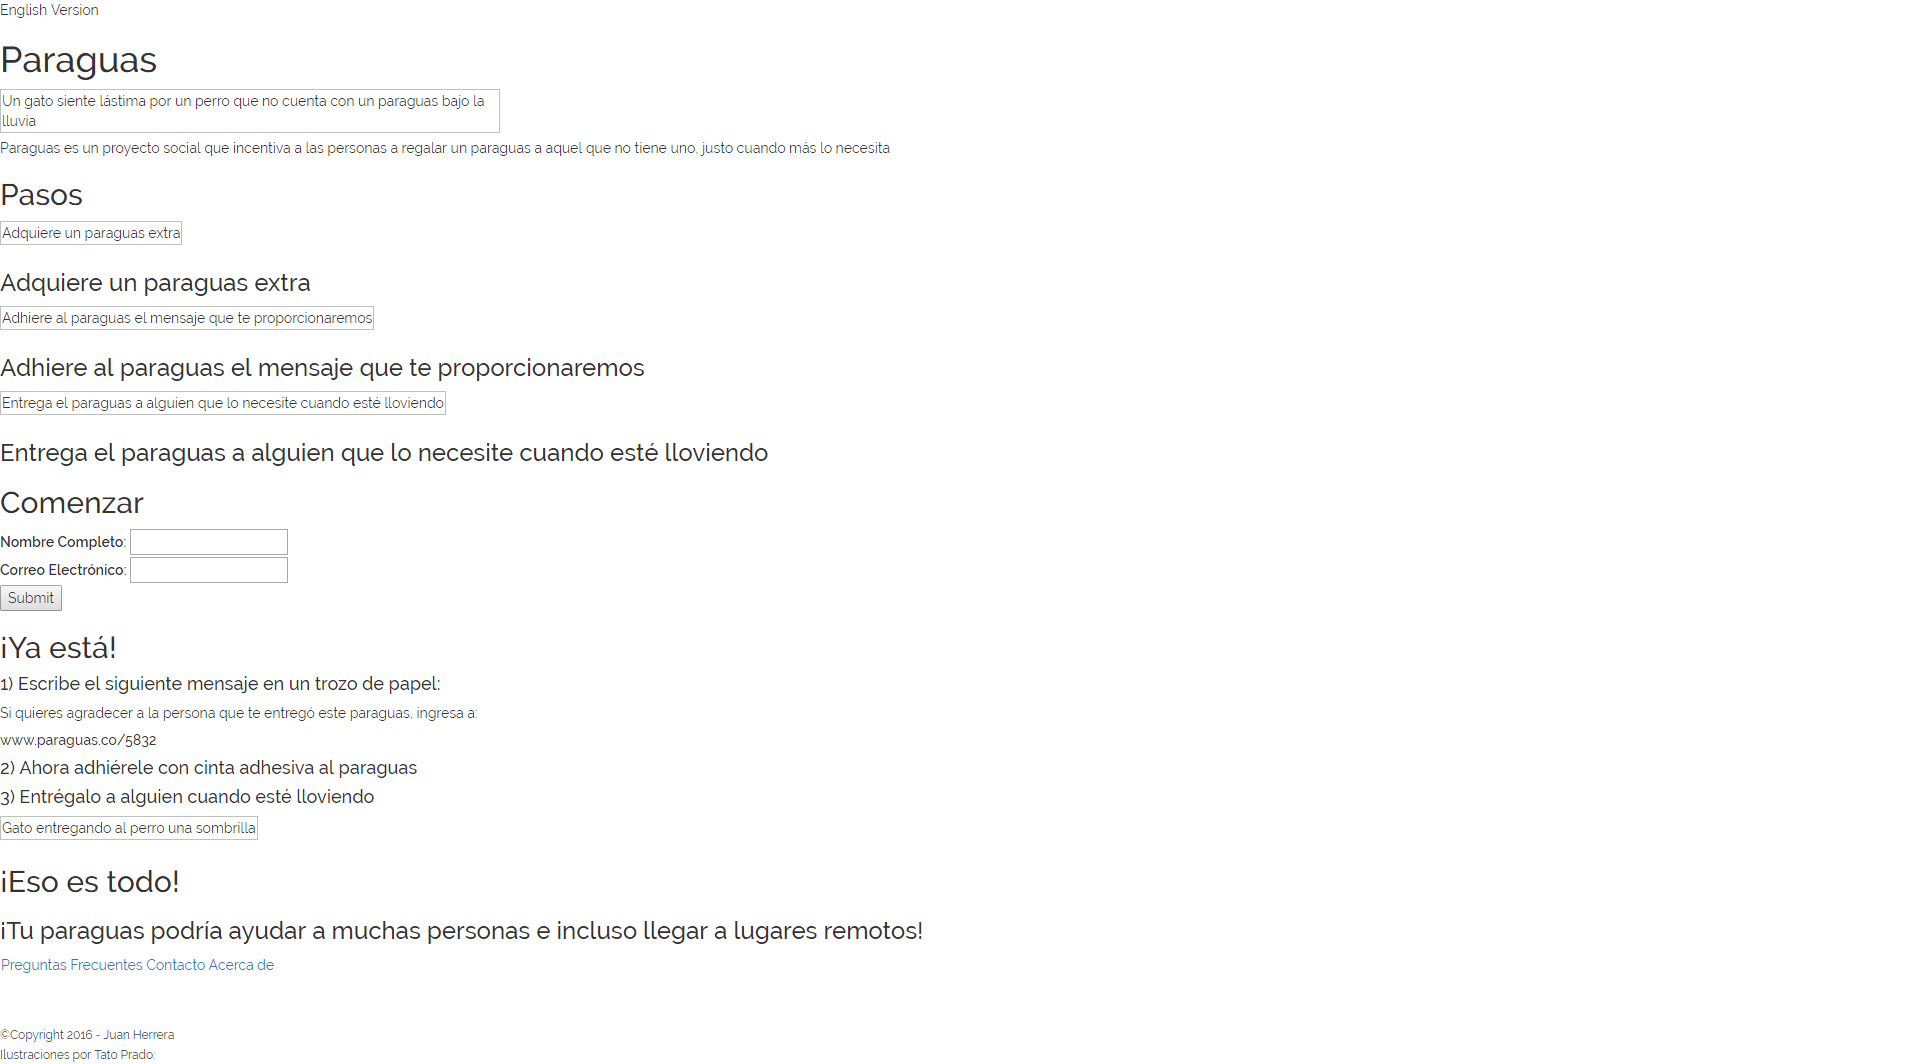 English Version
Paraguas
Un gato siente lástima por un perro que no cuenta con un paraguas bajo la
lluvia
Paraguas es un proyecto social que incentiva a las personas a regalar un paraguas a aquel que no tiene uno, justo cuando más lo necesita
Pasos
Adquiere un paraguas extra
Adquiere un paraguas extra
Adhiere al paraguas el mensaje que te proporcionaremos
Adhiere al paraguas el mensaje que te proporcionaremos
Entrega el paraguas a alguien que lo necesite cuando esté lloviendo
Entrega el paraguas a alguien que lo necesite cuando esté lloviendo
Comenzar
Nombre Completo:
Correo Electrónico:
Submit
¡Ya está!
1) Escribe el siguiente mensaje en un trozo de papel:
Si quieres agradecer a la persona que te entregó este paraguas, ingresa a:
www.paraguas.co/5832
2) Ahora adhiérele con cinta adhesiva al paraguas
3) Entrégalo a alguien cuando esté lloviendo
Gato entregando al perro una sombrilla
¡Eso es todo!
¡Tu paraguas podría ayudar a muchas personas e incluso llegar a lugares remotos!
Preguntas Frecuentes Contacto Acerca de
©Copyright 2016 - Juan Herrera
Ilustraciones por Tato Prado: